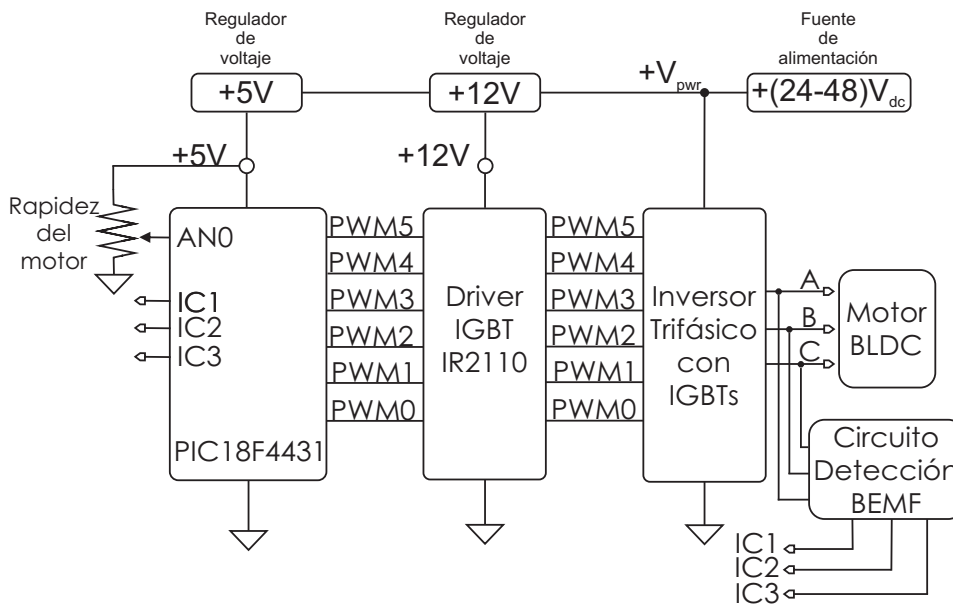 Regulador
de
voltaje
Regulador
de
voltaje
Fuente
de
alimentación
+5V
+12V
+Vpwr
+(24-48)Vdc
+5V
+12V
Rapidez
del
motor
AN0
IC1
IC2
IC3
PIC18F4431
PWM5
PWM4
PWM3
PWM2
PWM1
PWM0
Driver
IGBT
IR2110
PWM5
PWM4
PWM3
PWM2
PWM1
PWM0
Inversor
Trifásico
con
IGBTs
A
B
C
Motor
BLDC
Circuito
Detección
BEMF
IC1
IC2
IC3